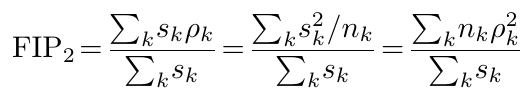 FIP₂ = ∑ₖsₖρₖ / ∑ₖsₖ = ∑ₖsₖ²/nₖ / ∑ₖsₖ = ∑ₖnₖρₖ² / ∑ₖsₖ